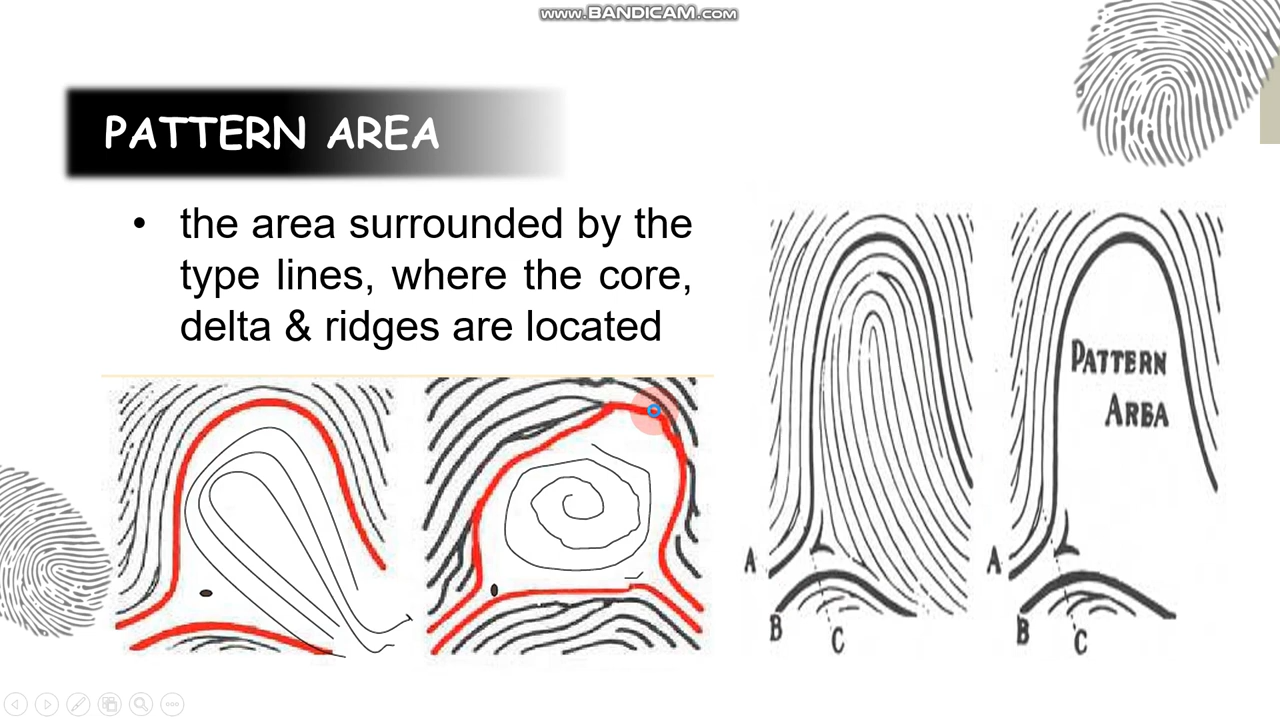 www.BANDICAM.com
PATTERN AREA
• the area surrounded by the
type lines, where the core,
delta & ridges are located
PATTERN
AREA
A
B
C
A
B
C